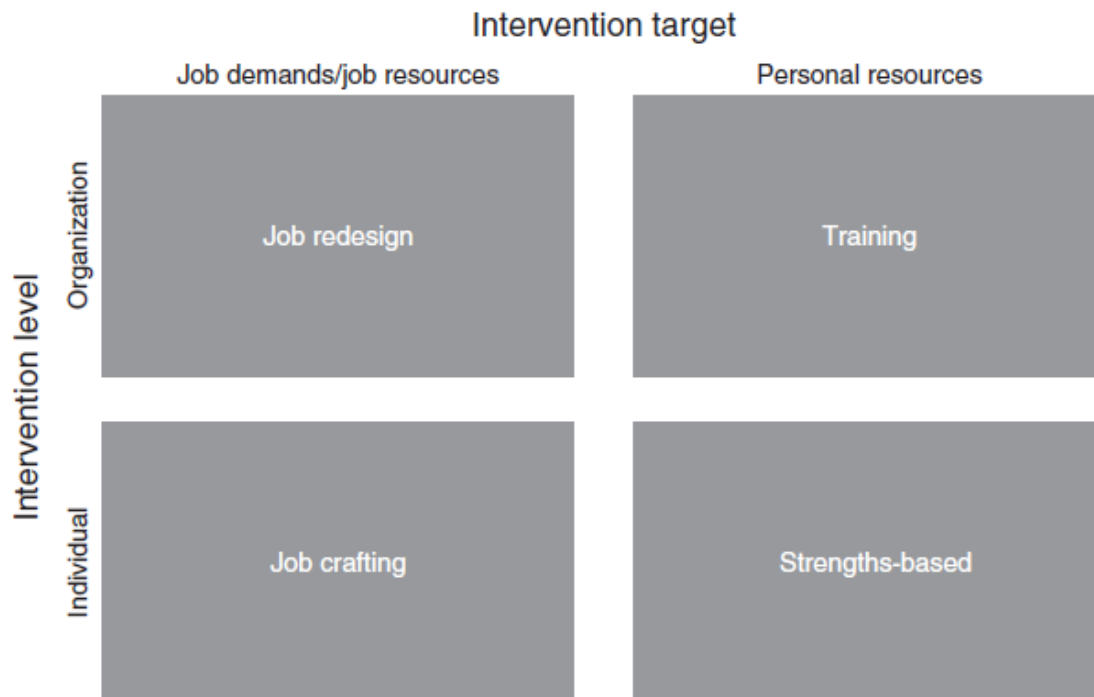 Intervention target
Job demands/job resources
Personal resources
Intervention level
Organization
Job redesign
Training
Individual
Job crafting
Strengths-based